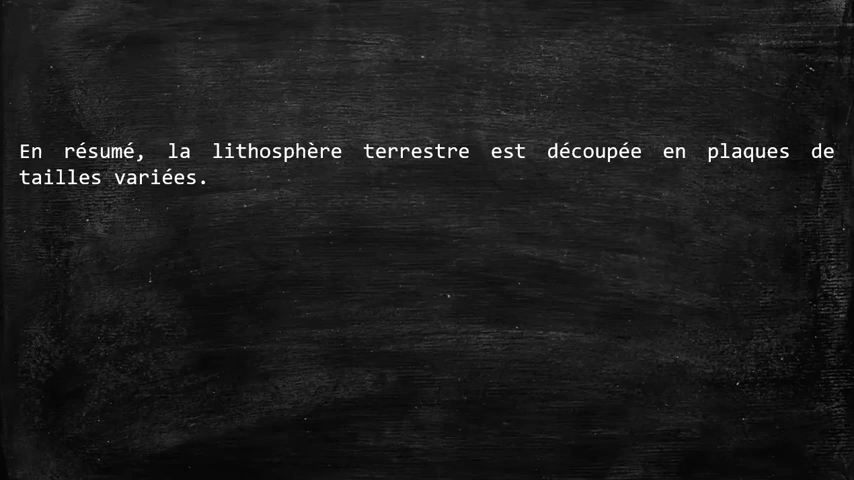 En résumé, la lithosphère terrestre est découpée en plaques de
tailles variées.